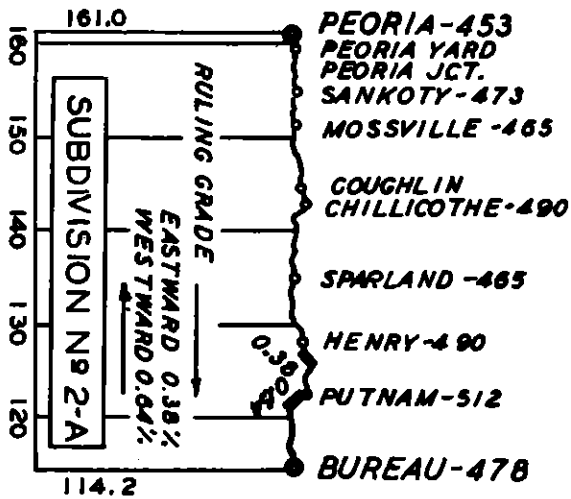 161.0
PEORIA-453
PEORIA YARD
PEORIA JCT.
SANKOTY-473
MOSSVILLE-465
COUGHLIN
CHILLICOTHE-490
SPARLAND-465
HENRY-490
PUTNAM-512
BUREAU-478
114.2
160
150
140
130
120
SUBDIVISION Nº 2-A
RULING GRADE
EASTWARD 0.38%
WESTWARD 0.64%
0.38